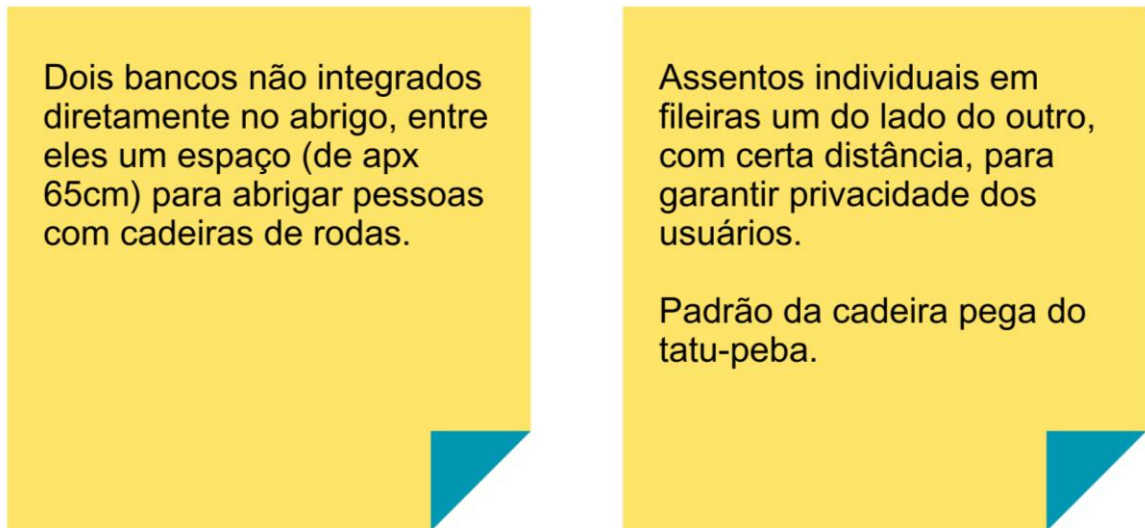 Dois bancos não integrados
diretamente no abrigo, entre
eles um espaço (de apx
65cm) para abrigar pessoas
com cadeiras de rodas.
Assentos individuais em
fileiras um do lado do outro,
com certa distância, para
garantir privacidade dos
usuários.
Padrão da cadeira pega do
tatu-peba.